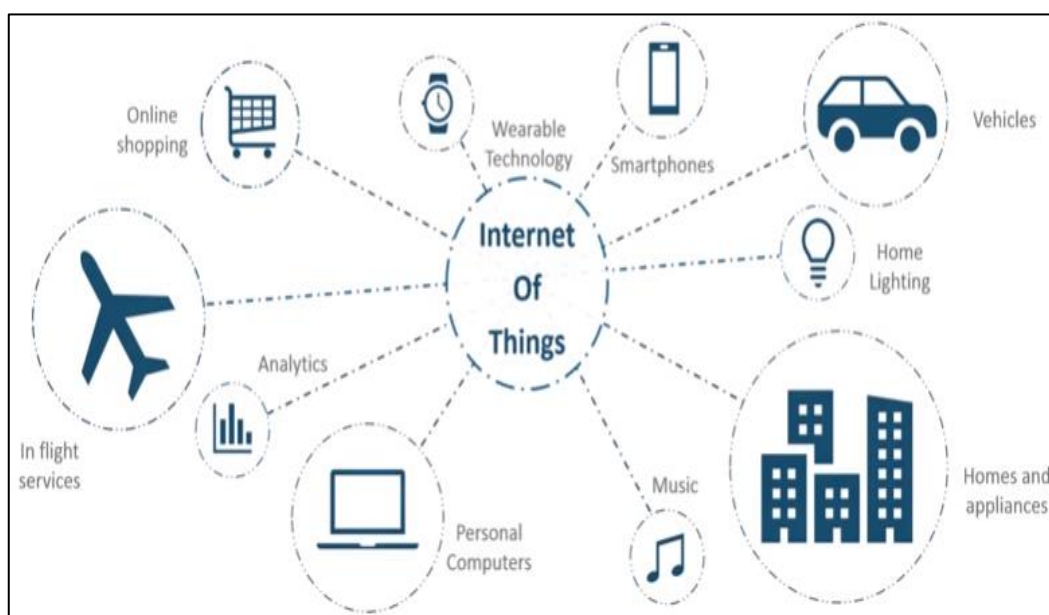 Online
shopping
Wearable
Technology
Smartphones
Vehicles
Internet
Of
Things
Home
Lighting
In flight
services
Analytics
Personal
Computers
Music
Homes and
appliances